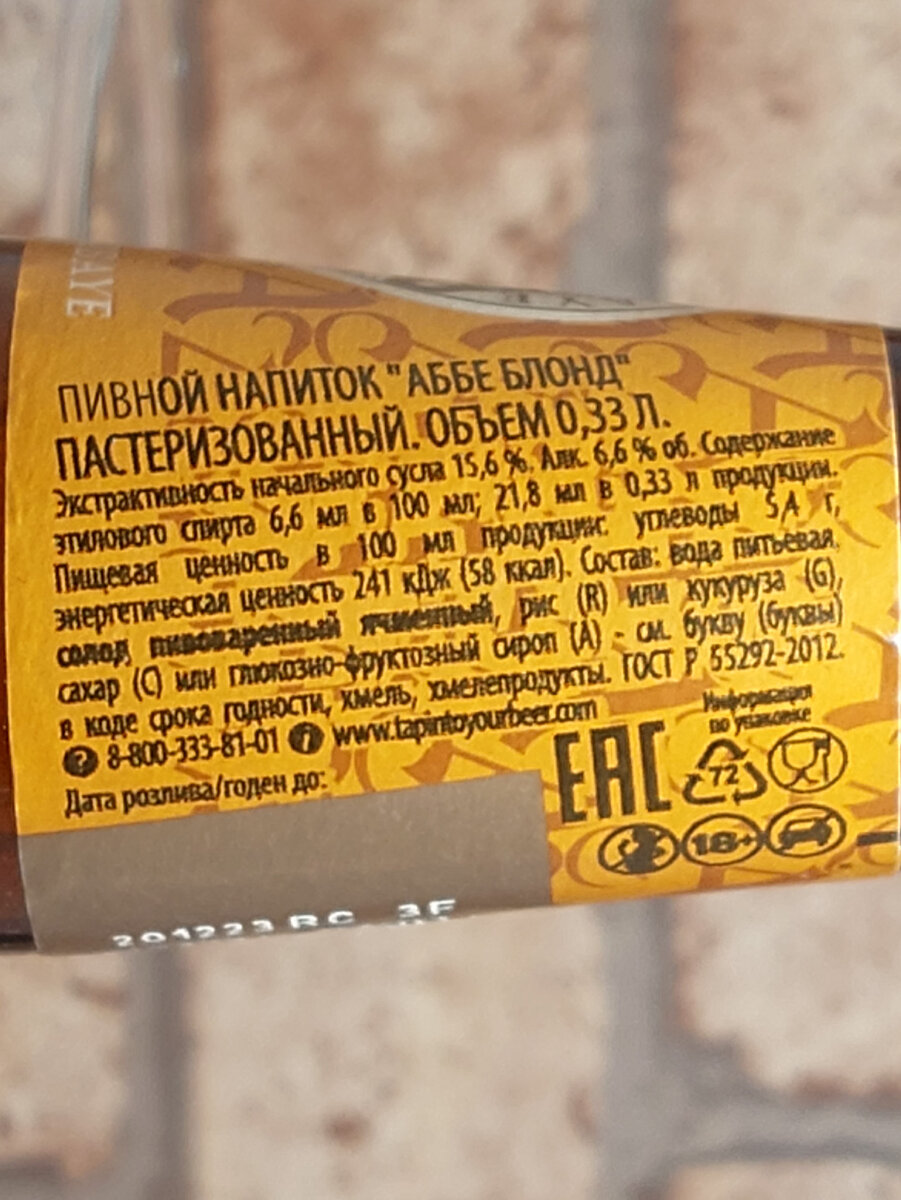 AYE
ПИВНОЙ НАПИТОК "АББЕ БЛОНД"
ПАСТЕРИЗОВАННЫЙ. ОБЪЕМ 0,33 Л.
Экстрактивность начального сусла 15,6 %. Алк. 6,6 % об. Содержание
этилового спирта 6,6 мл в 100 мл; 21,8 мл в 0,33 л продукции.
Пищевая ценность в 100 мл продукции: углеводы 5,4 г,
энергетическая ценность 241 кДж (58 ккал). Состав: вода питьевая,
солод пивоваренный ячменный, рис (R) или кукуруза (G),
сахар (C) или глюкозно-фруктозный сироп (A) - см. букву (буквы)
в коде срока годности, хмель, хмелепродукты. ГОСТ Р 55292-2012.
8-800-333-81-01 www.tapintoyourbeer.com
Информация
по упаковке
Дата розлива/годен до:
EAC
72
18+
201223 RC 3F